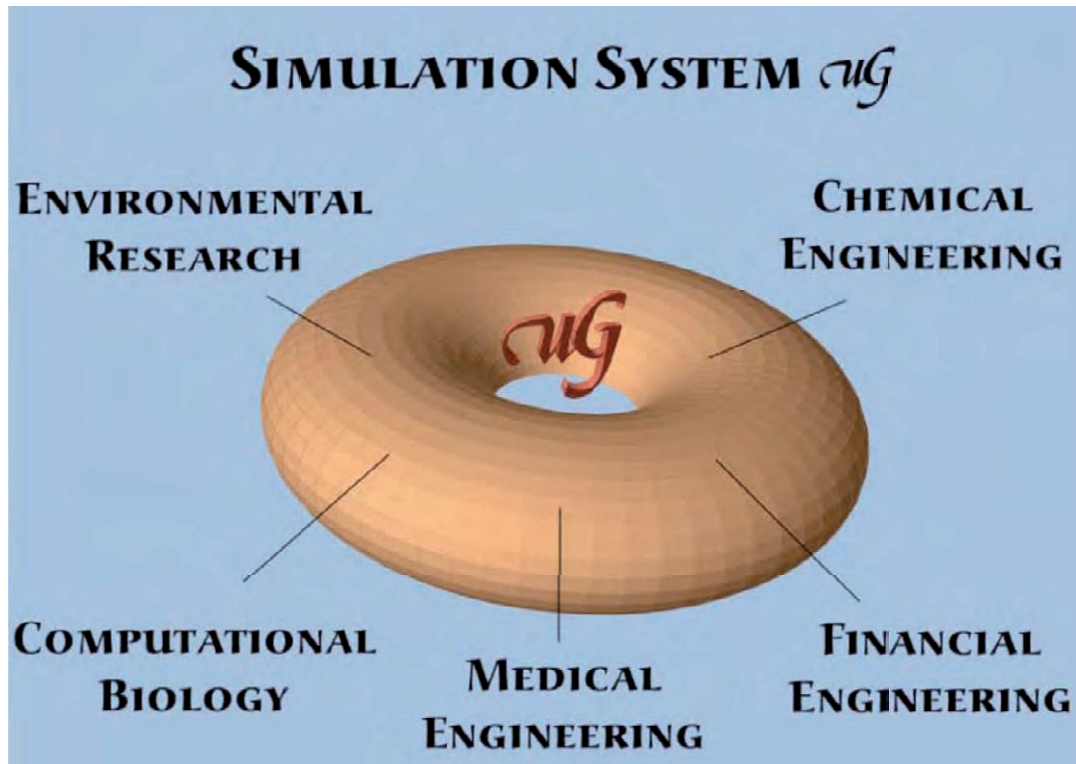 SIMULATION SYSTEM uG
ENVIRONMENTAL
RESEARCH
CHEMICAL
ENGINEERING
uG
COMPUTATIONAL
BIOLOGY
MEDICAL
ENGINEERING
FINANCIAL
ENGINEERING